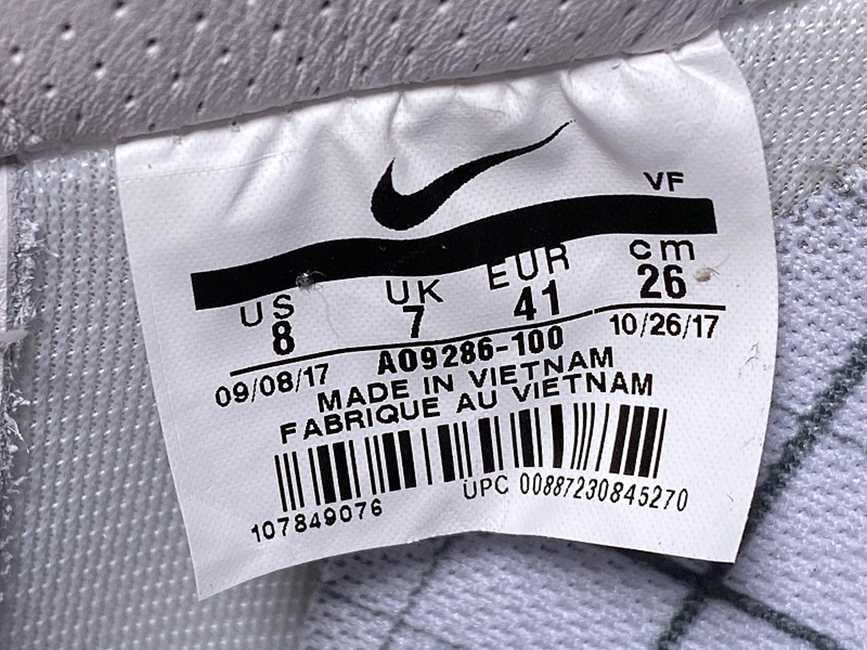 VF
US UK EUR cm
8 7 41 26
09/08/17 AO9286-100 10/26/17
MADE IN VIETNAM
FABRIQUE AU VIETNAM
107849076 UPC 00887230845270